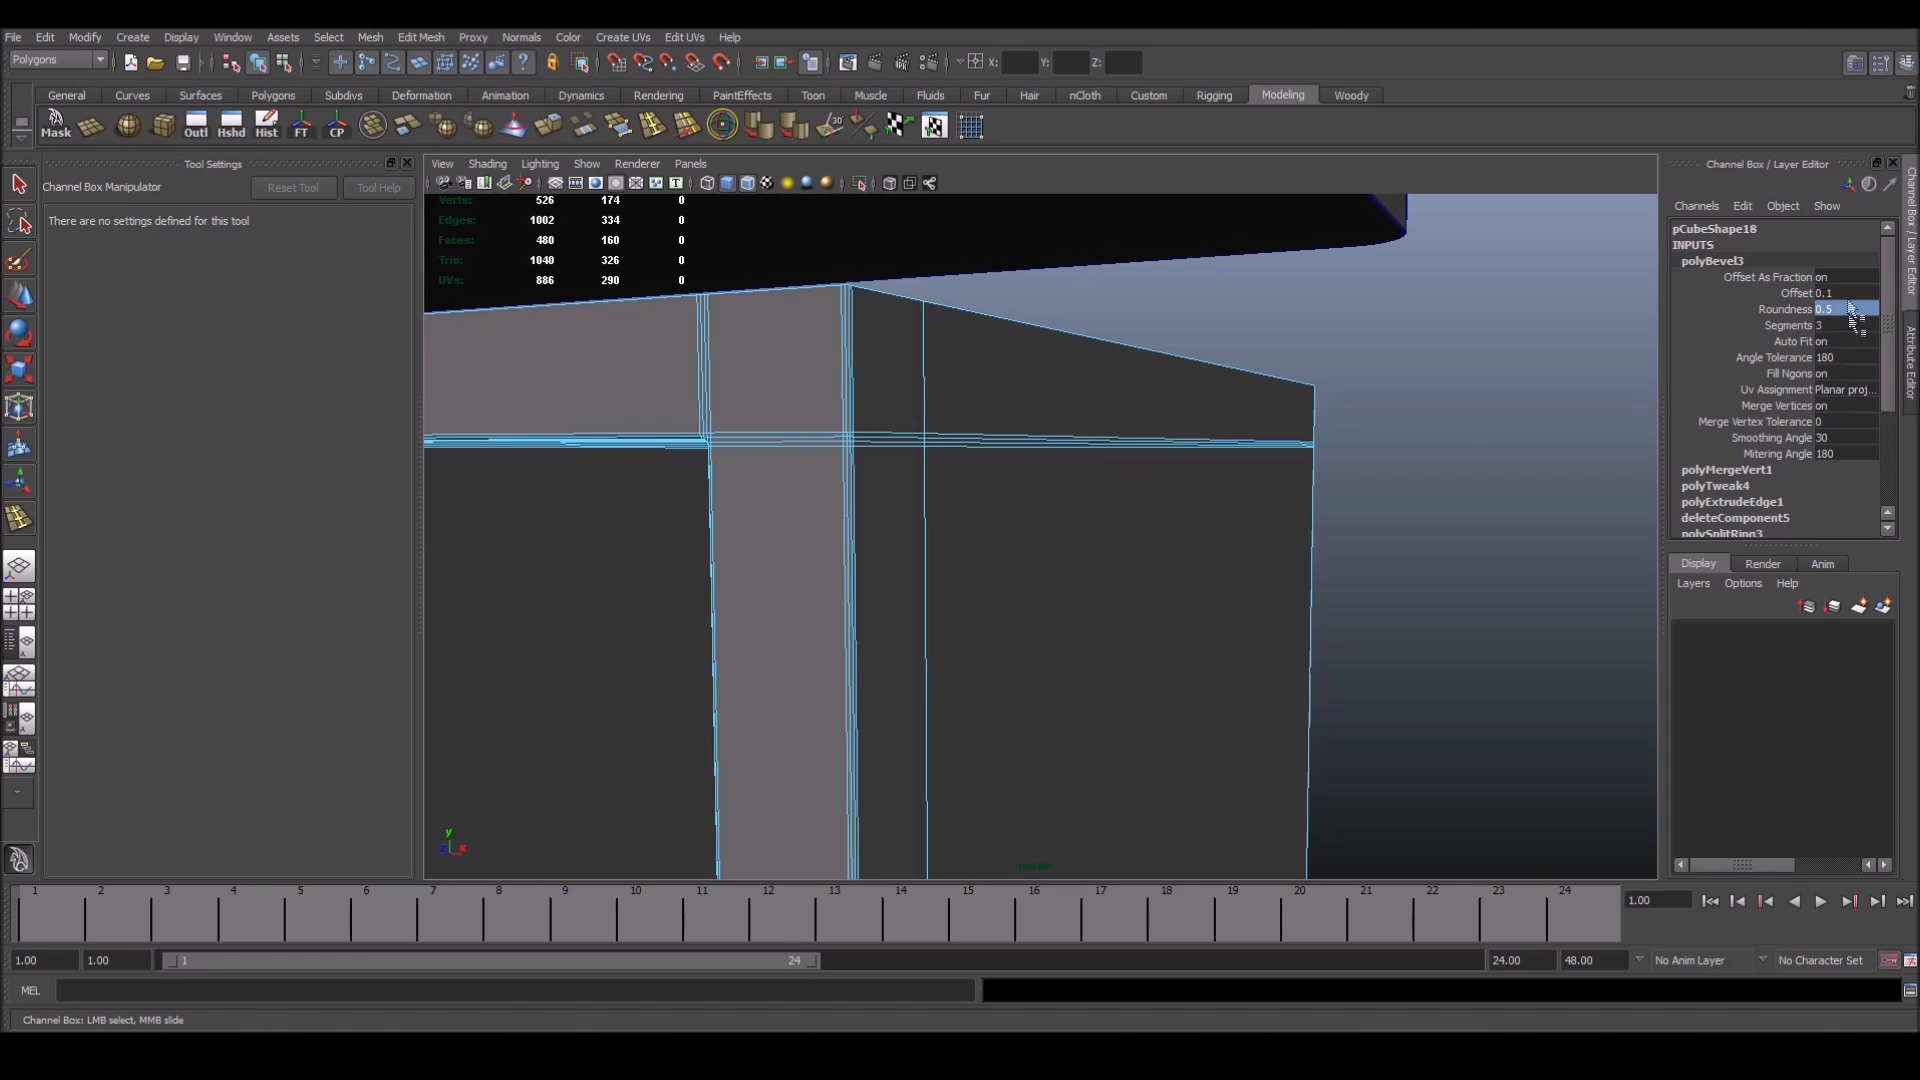 File Edit Modify Create Display Window Assets Select Mesh Edit Mesh Proxy Normals Color Create UVs Edit UVs Help
Polygons X: Y: Z:
General Curves Surfaces Polygons Subdivs Deformation Animation Dynamics Rendering PaintEffects Toon Muscle Fluids Fur Hair nCloth Custom Rigging Modeling Woody
Mask Outl Hshd Hist FT CP 30
Tool Settings
Channel Box Manipulator Reset Tool Tool Help
There are no settings defined for this tool
View Shading Lighting Show Renderer Panels
Verts: 526 174 0
Edges: 1002 334 0
Faces: 480 160 0
Tris: 1040 326 0
UVs: 886 290 0
y
z x
Channel Box / Layer Editor
Channels Edit Object Show
pCubeShape18
INPUTS
polyBevel3
Offset As Fraction on
Offset 0.1
Roundness 0.5
Segments 3
Auto Fit on
Angle Tolerance 180
Fill Ngons on
Uv Assignment Planar proj...
Merge Vertices on
Merge Vertex Tolerance 0
Smoothing Angle 30
Mitering Angle 180
polyMergeVert1
polyTweak4
polyExtrudeEdge1
deleteComponent5
polySplitRing3
Display Render Anim
Layers Options Help
Channel Box / Layer Editor
Attribute Editor
1 2 3 4 5 6 7 8 9 10 11 12 13 14 15 16 17 18 19 20 21 22 23 24
1.00
1.00 1.00 1 24 24.00 48.00 No Anim Layer No Character Set
MEL
Channel Box: LMB select, MMB slide